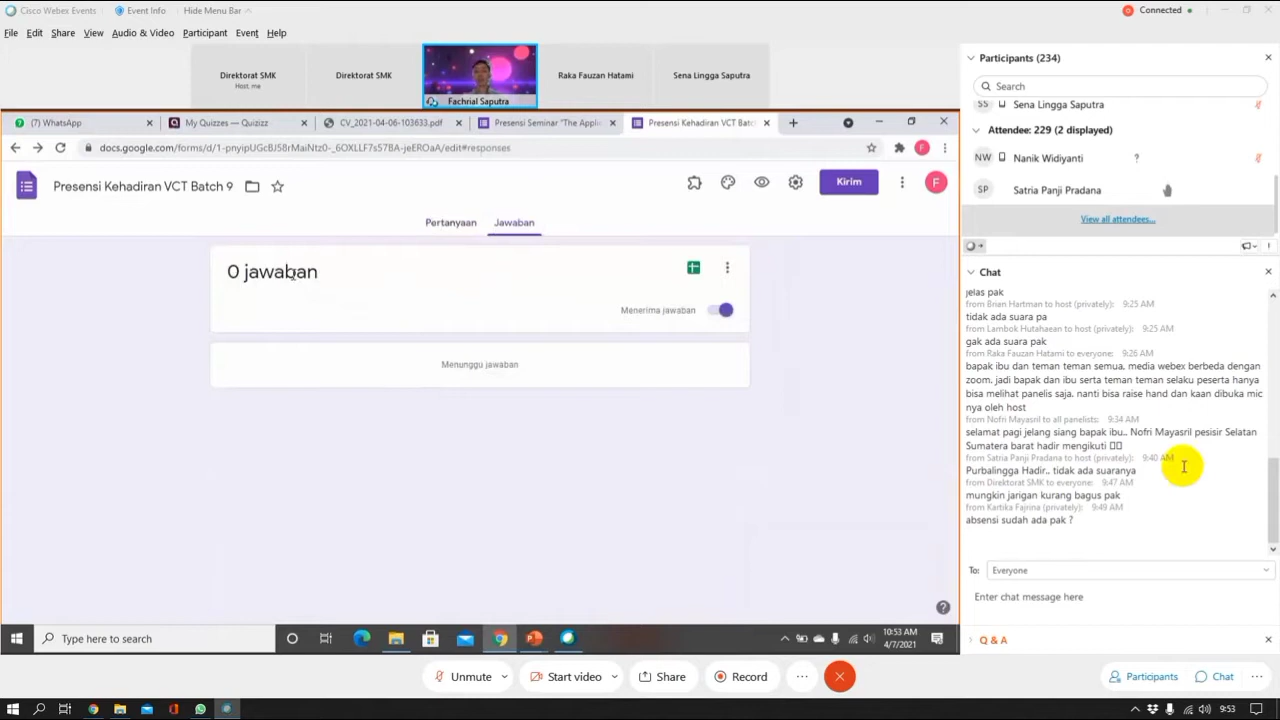 Cisco Webex Events
Event Info
Hide Menu Bar
Connected
File Edit Share View Audio & Video Participant Event Help
Direktorat SMK
Host, me
Direktorat SMK
Fachrial Saputra
Raka Fauzan Hatami
Sena Lingga Saputra
(7) WhatsApp
My Quizzes — Quizizz
CV_2021-04-06-103633.pdf
Presensi Seminar "The Applie
Presensi Kehadiran VCT Batc
docs.google.com/forms/d/1-pnyipUGcBJ58rMaiNtz0-_6OXLLF7s57BA-jeEROaA/edit#responses
F
Presensi Kehadiran VCT Batch 9
Kirim
F
Pertanyaan
Jawaban
0 jawaban
Menerima jawaban
Menunggu jawaban
Type here to search
10:53 AM
4/7/2021
Participants (234)
Search
SS Sena Lingga Saputra
Attendee: 229 (2 displayed)
NW Nanik Widiyanti ?
SP Satria Panji Pradana
View all attendees...
Chat
jelas pak
from Brian Hartman to host (privately): 9:25 AM
tidak ada suara pa
from Lambok Hutahaean to host (privately): 9:25 AM
gak ada suara pak
from Raka Fauzan Hatami to everyone: 9:26 AM
bapak ibu dan teman teman semua, media webex berbeda dengan
zoom. jadi bapak dan ibu serta teman teman selaku peserta hanya
bisa melihat panelis saja. nanti bisa raise hand dan kaan dibuka mic
nya oleh host
from Nofri Mayasril to all panelists: 9:34 AM
selamat pagi jelang siang bapak ibu.. Nofri Mayasril pesisir Selatan
Sumatera barat hadir mengikuti
from Satria Panji Pradana to host (privately): 9:40 AM
Purbalingga Hadir.. tidak ada suaranya
from Direktorat SMK to everyone: 9:47 AM
mungkin jarigan kurang bagus pak
from Kartika Fajrina (privately): 9:49 AM
absensi sudah ada pak ?
To: Everyone
Enter chat message here
Q & A
Unmute
Start video
Share
Record
Participants
Chat
9:53